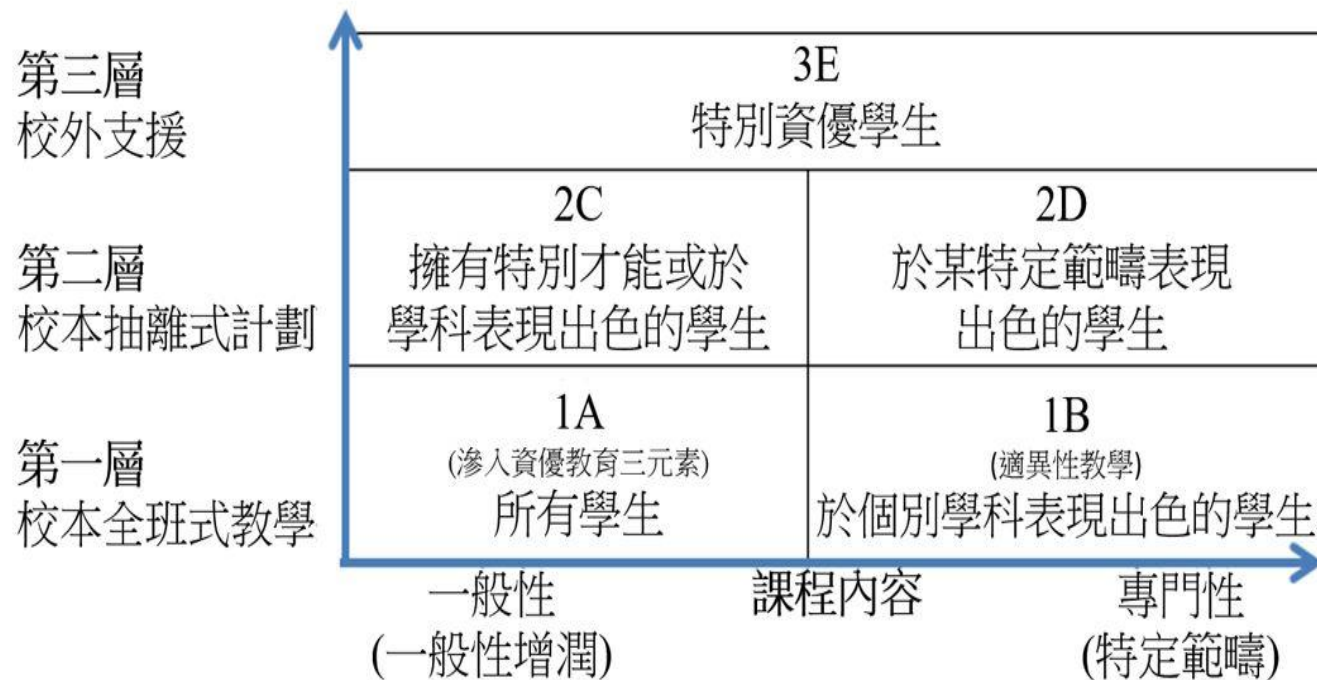 第三層
校外支援
3E
特別資優學生
第二層
校本抽離式計劃
2C
擁有特別才能或於
學科表現出色的學生
2D
於某特定範疇表現
出色的學生
第一層
校本全班式教學
1A
(滲入資優教育三元素)
所有學生
1B
(適異性教學)
於個別學科表現出色的學生
一般性
(一般性增潤)
課程內容
專門性
(特定範疇)